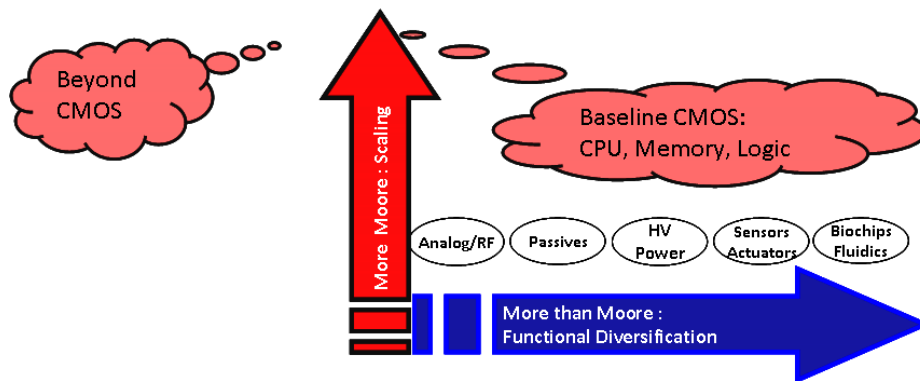 Beyond
CMOS
Baseline CMOS:
CPU, Memory, Logic
More Moore : Scaling
Analog/RF
Passives
HV
Power
Sensors
Actuators
Biochips
Fluidics
More than Moore :
Functional Diversification